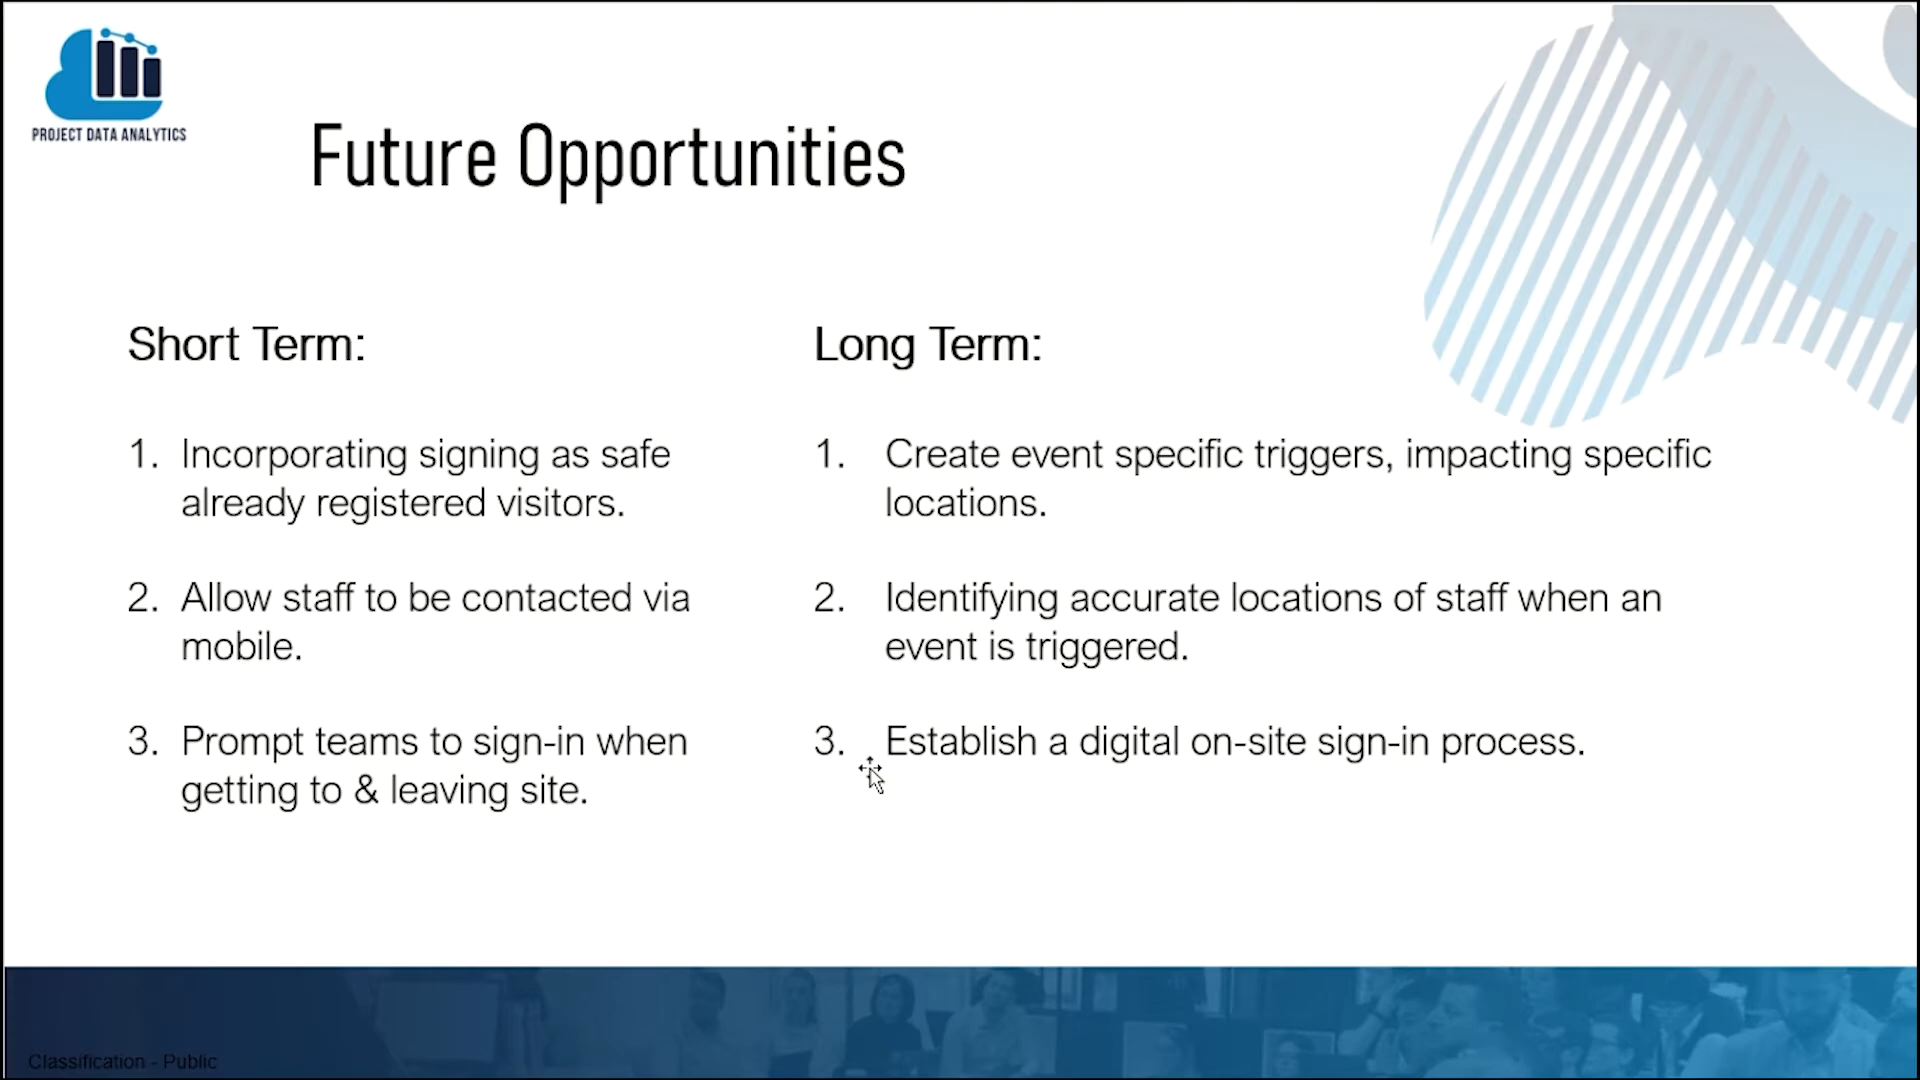 PROJECT DATA ANALYTICS
Future Opportunities
Short Term:
1. Incorporating signing as safe
already registered visitors.
2. Allow staff to be contacted via
mobile.
3. Prompt teams to sign-in when
getting to & leaving site.
Long Term:
1. Create event specific triggers, impacting specific
locations.
2. Identifying accurate locations of staff when an
event is triggered.
3. Establish a digital on-site sign-in process.
Classification - Public